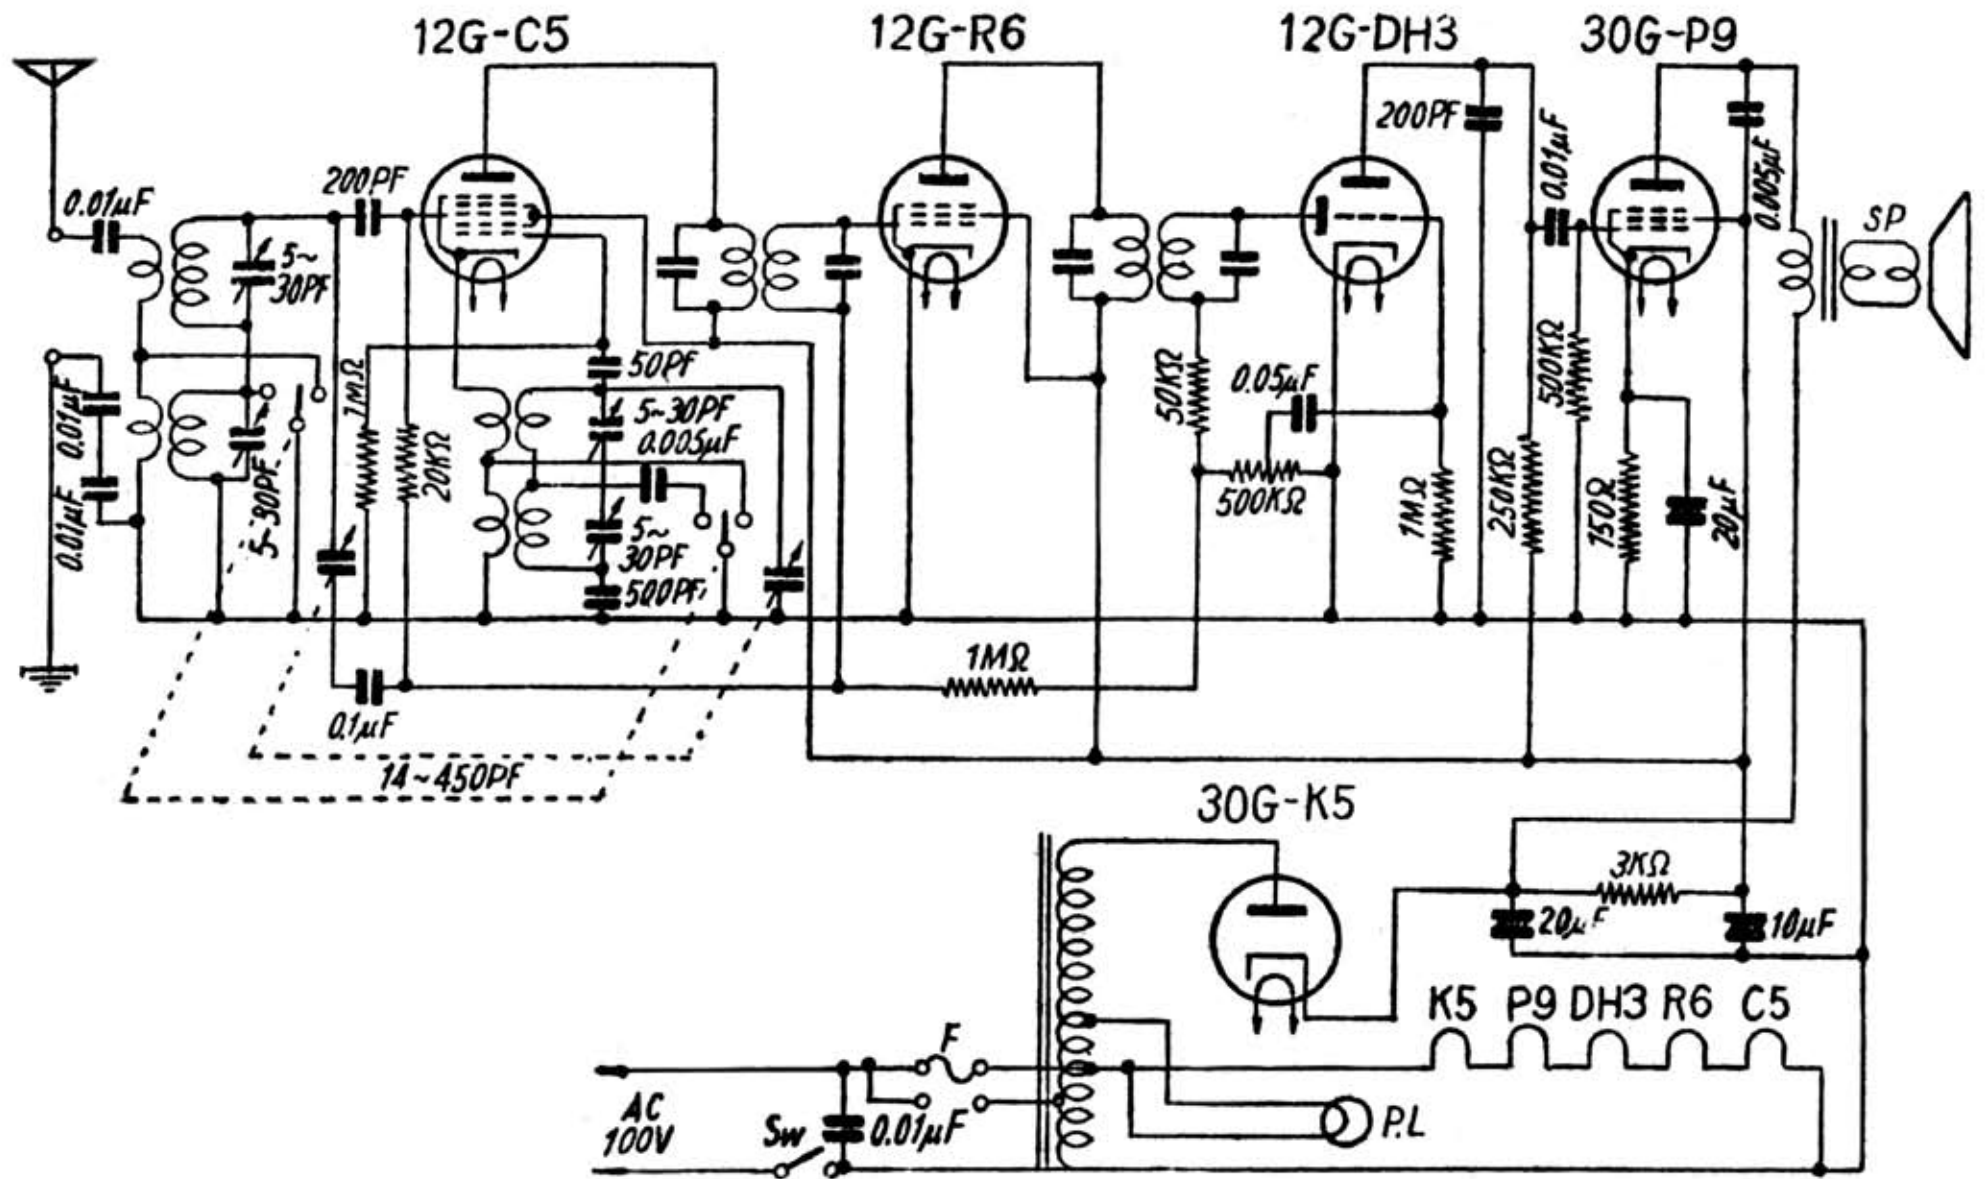 12G-C5
12G-R6
12G-DH3
30G-P9
0.01μF
200PF
5~
30PF
200PF
0.01μF
0.005μF
SP
0.01μF
0.01μF
5~30PF
1MΩ
20KΩ
50PF
5~30PF
0.005μF
5~
30PF
500PF
50KΩ
0.05μF
500KΩ
1MΩ
250KΩ
500KΩ
150Ω
20μF
0.1μF
1MΩ
14~450PF
30G-K5
3KΩ
20μF
10μF
K5 P9 DH3 R6 C5
F
AC
100V
Sw
0.01μF
P.L